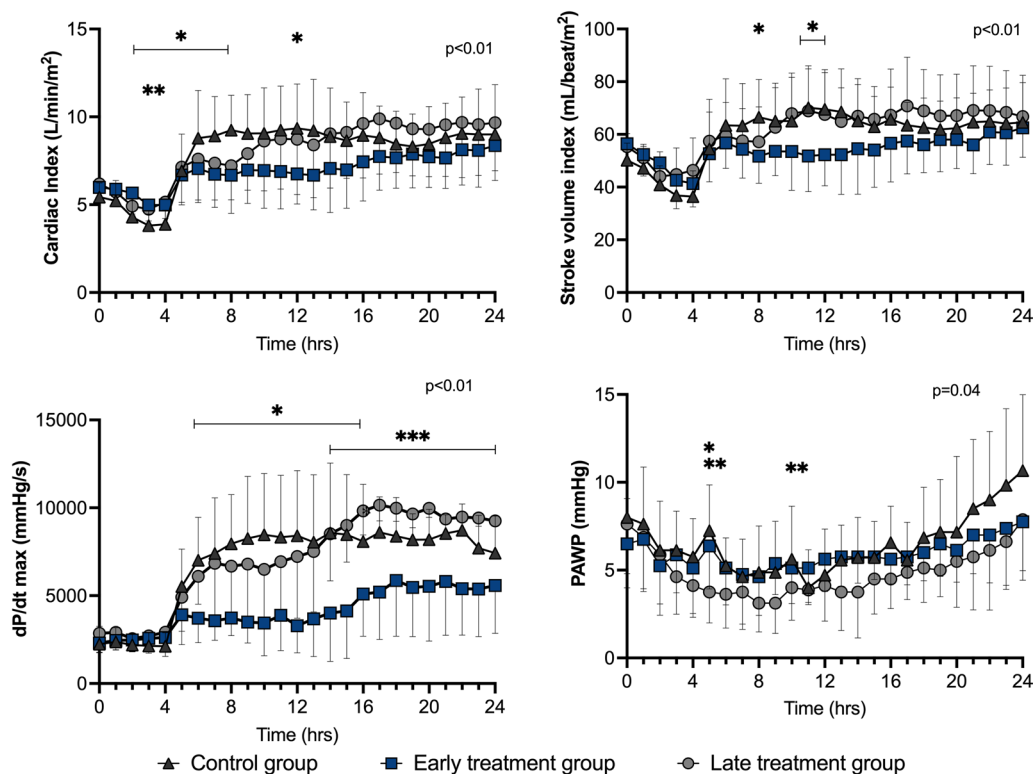 Cardiac Index (L/min/m²)
15
10
5
0
*
**
*
p<0.01
0 4 8 12 16 20 24
Time (hrs)
Stroke volume index (mL/beat/m²)
100
80
60
40
20
0
*
*
p<0.01
0 4 8 12 16 20 24
Time (hrs)
dP/dt max (mmHg/s)
15000
10000
5000
0
p<0.01
*
***
0 4 8 12 16 20 24
Time (hrs)
PAWP (mmHg)
15
10
5
0
p=0.04
*
**
**
0 4 8 12 16 20 24
Time (hrs)
Control group
Early treatment group
Late treatment group